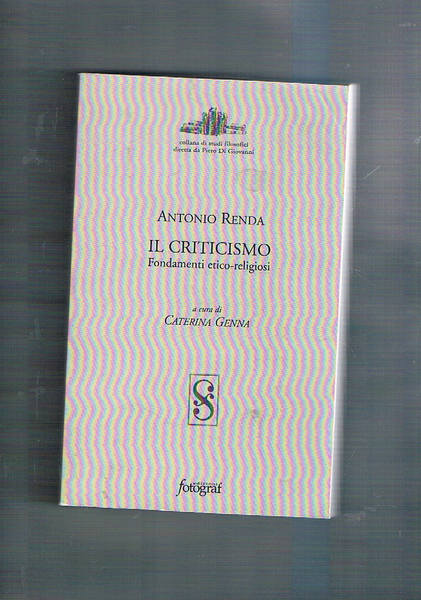 collana di studi filosofici
diretta da Piero Di Giovanni
ANTONIO RENDA
IL CRITICISMO
Fondamenti etico-religiosi
a cura di
CATERINA GENNA
edizioni
fotograf